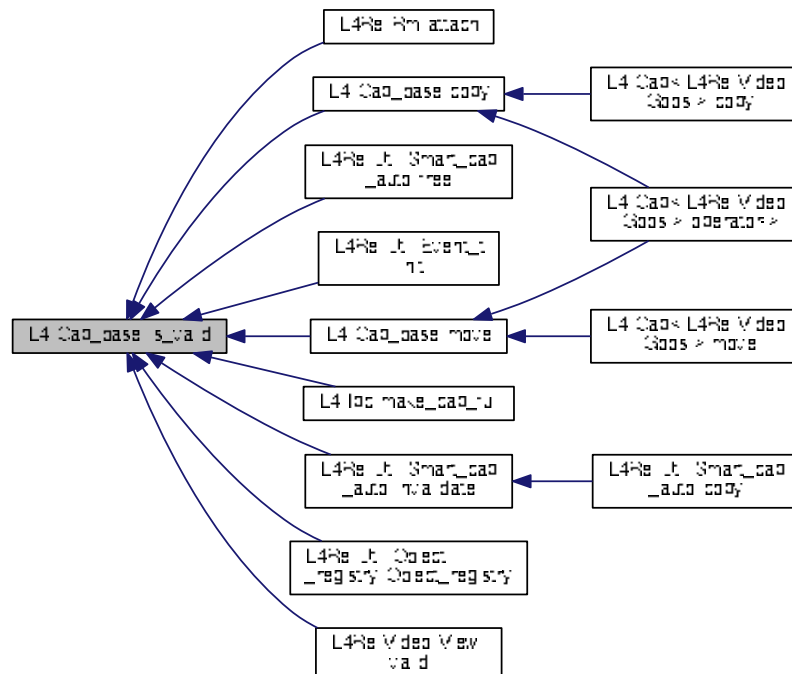 L4Re::Rm::attach
L4::Cap_base::copy
L4::Cap< L4Re::Video
::Goos >::copy
L4Re::Util::Smart_cap
_auto::free
L4::Cap< L4Re::Video
::Goos >::operator=
L4Re::Util::Event_t
::init
L4::Cap_base::is_valid
L4::Cap_base::move
L4::Cap< L4Re::Video
::Goos >::move
L4::Ipc::make_cap_full
L4Re::Util::Smart_cap
_auto::invalidate
L4Re::Util::Smart_cap
_auto::copy
L4Re::Util::Object
_registry::Object_registry
L4Re::Video::View
::valid